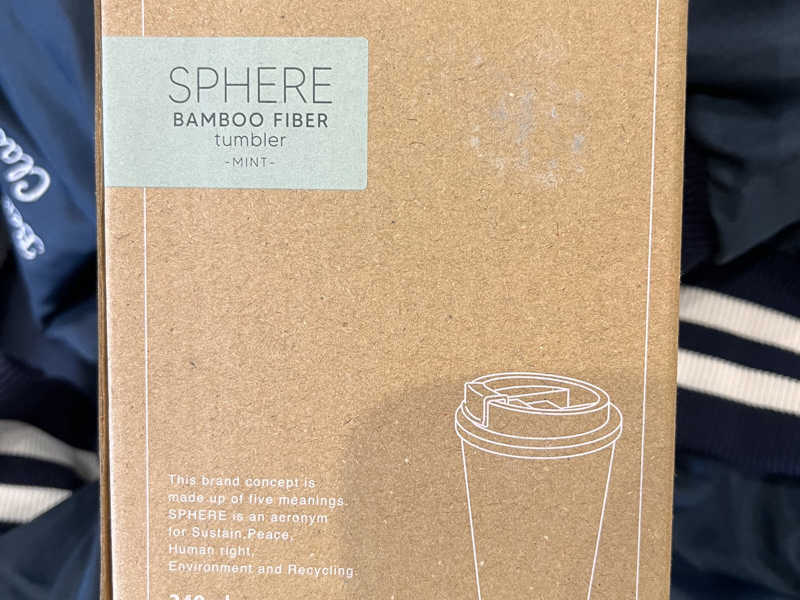 SPHERE
BAMBOO FIBER
tumbler
-MINT-
This brand concept is
made up of five meanings.
SPHERE is an acronym
for Sustain,Peace,
Human right,
Environment and Recycling.